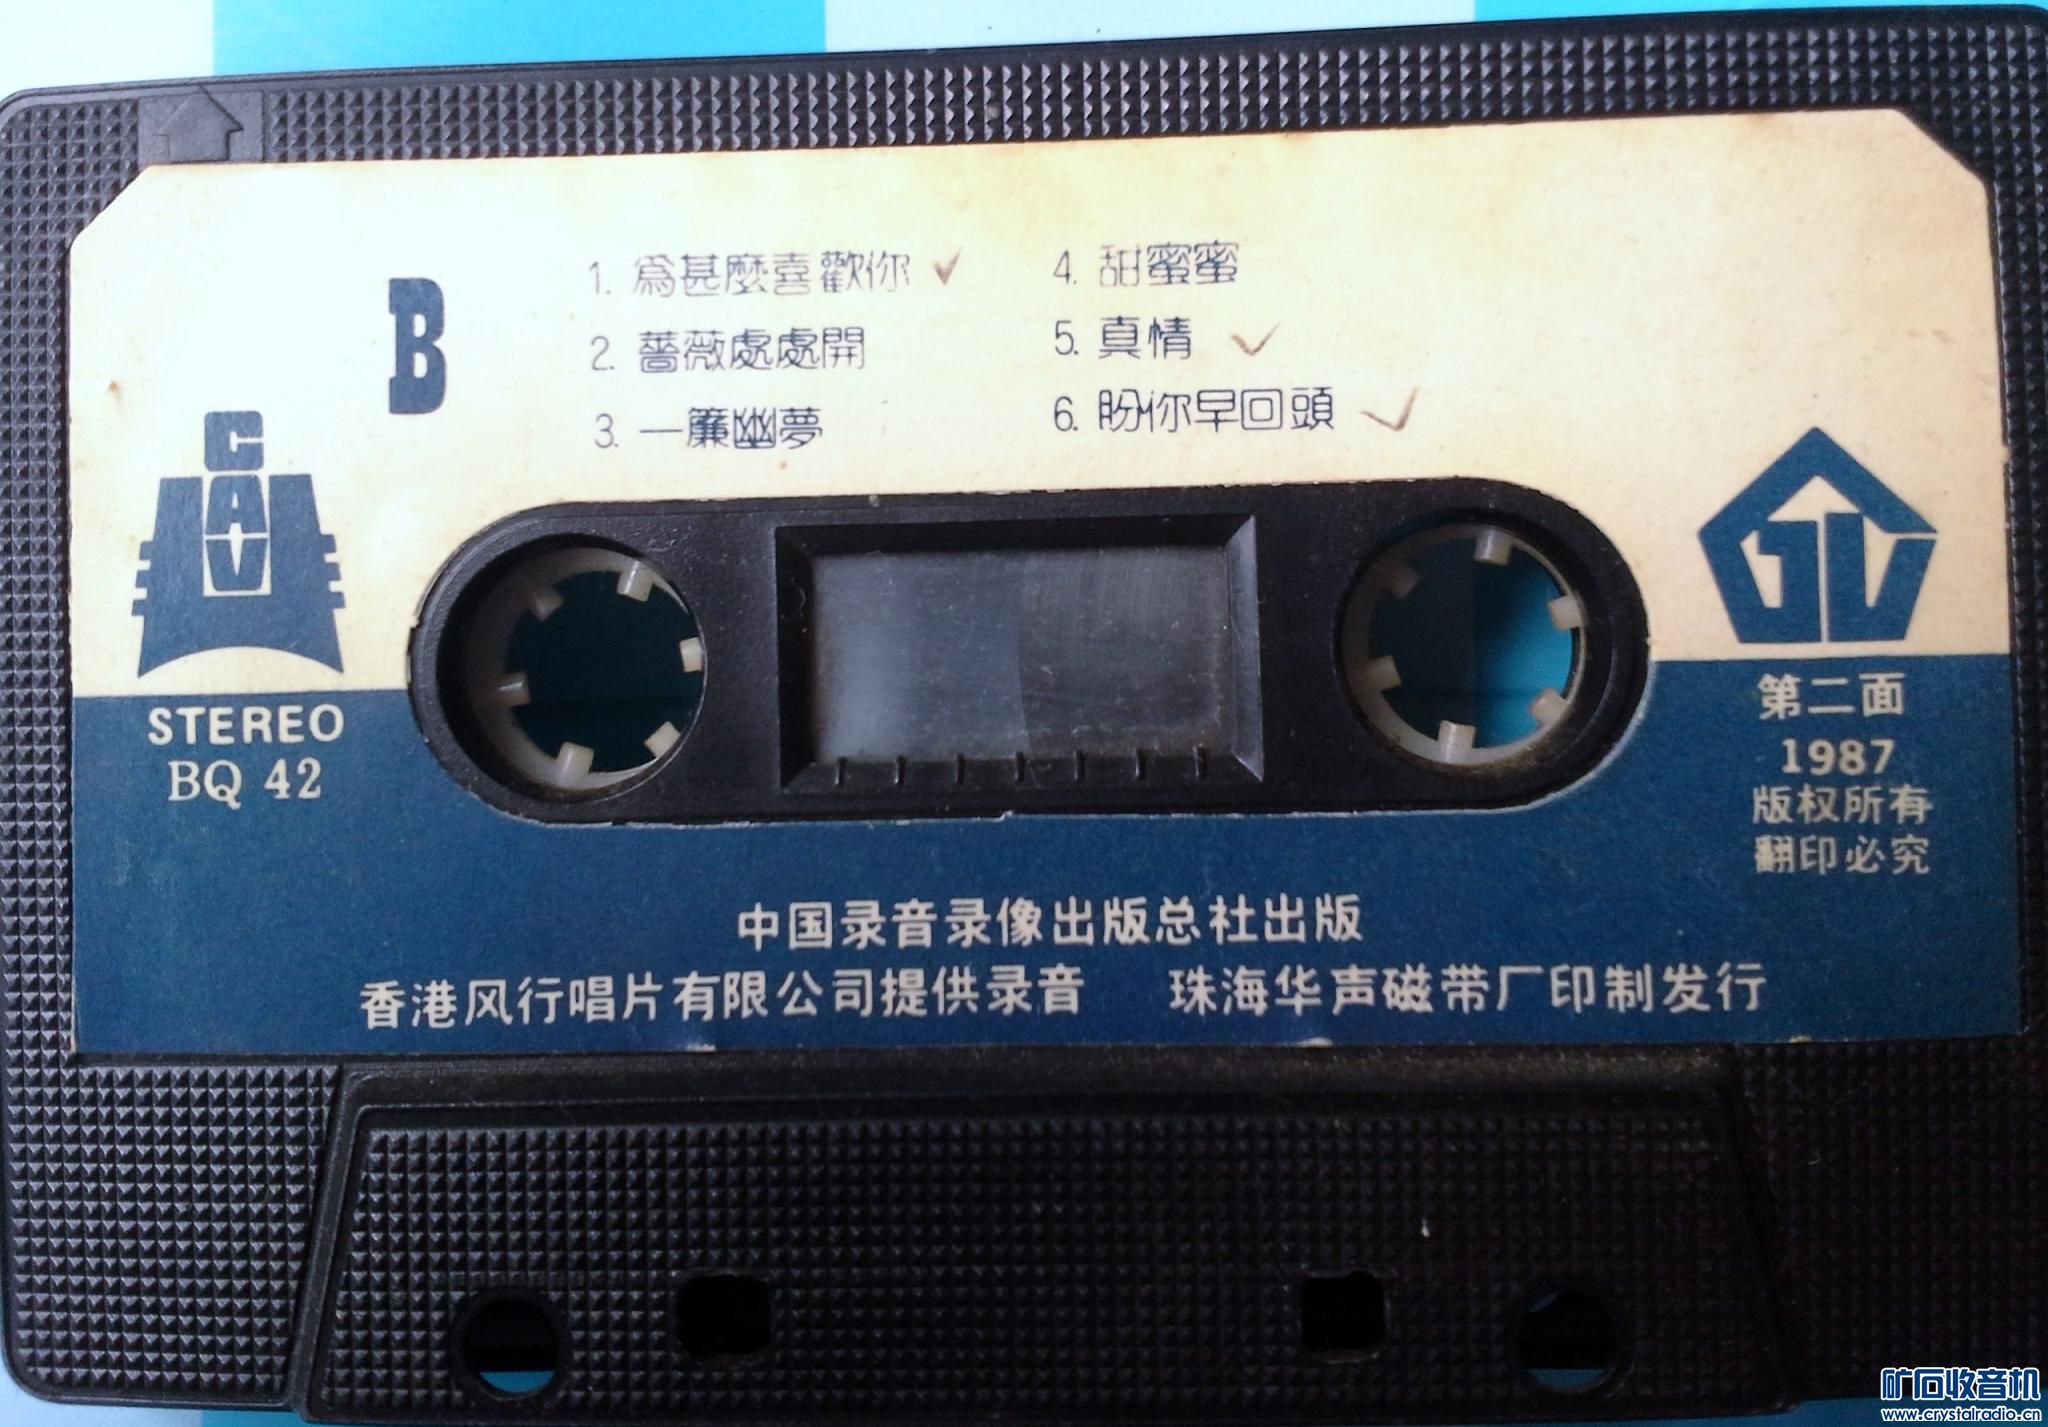 B
1. 爲甚麼喜歡你
2. 薔薇處處開
3. 一簾幽夢
4. 甜蜜蜜
5. 真情
6. 盼你早回頭
CAV
STEREO
BQ 42
第二面
1987
版权所有
翻印必究
中国录音录像出版总社出版
香港风行唱片有限公司提供录音 珠海华声磁带厂印制发行
矿石收音机
www.crystalradio.cn